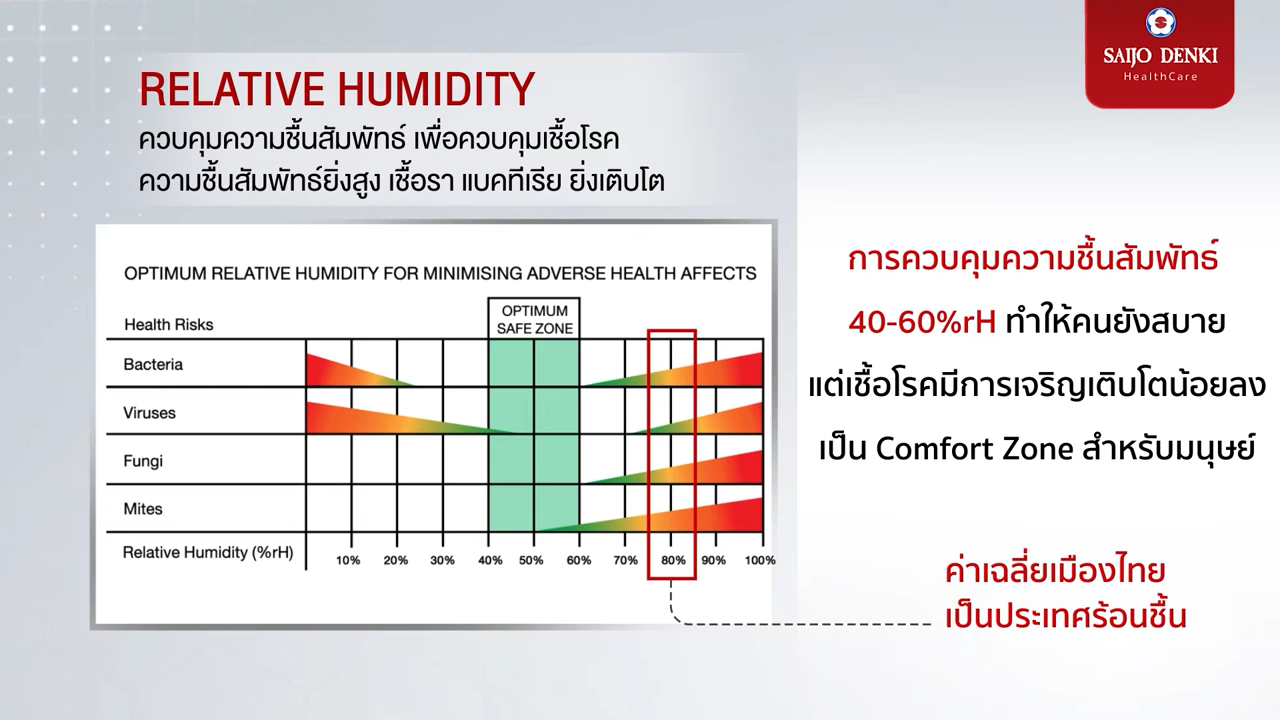 SAIJO DENKI
HealthCare
RELATIVE HUMIDITY
ควบคุมความชื้นสัมพัทธ์ เพื่อควบคุมเชื้อโรค
ความชื้นสัมพัทธ์ยิ่งสูง เชื้อรา แบคทีเรีย ยิ่งเติบโต
OPTIMUM RELATIVE HUMIDITY FOR MINIMISING ADVERSE HEALTH AFFECTS
OPTIMUM
SAFE ZONE
Health Risks
Bacteria
Viruses
Fungi
Mites
Relative Humidity (%rH)
10% 20% 30% 40% 50% 60% 70% 80% 90% 100%
การควบคุมความชื้นสัมพัทธ์
40-60%rH ทำให้คนยังสบาย
แต่เชื้อโรคมีการเจริญเติบโตน้อยลง
เป็น Comfort Zone สำหรับมนุษย์
ค่าเฉลี่ยเมืองไทย
เป็นประเทศร้อนชื้น